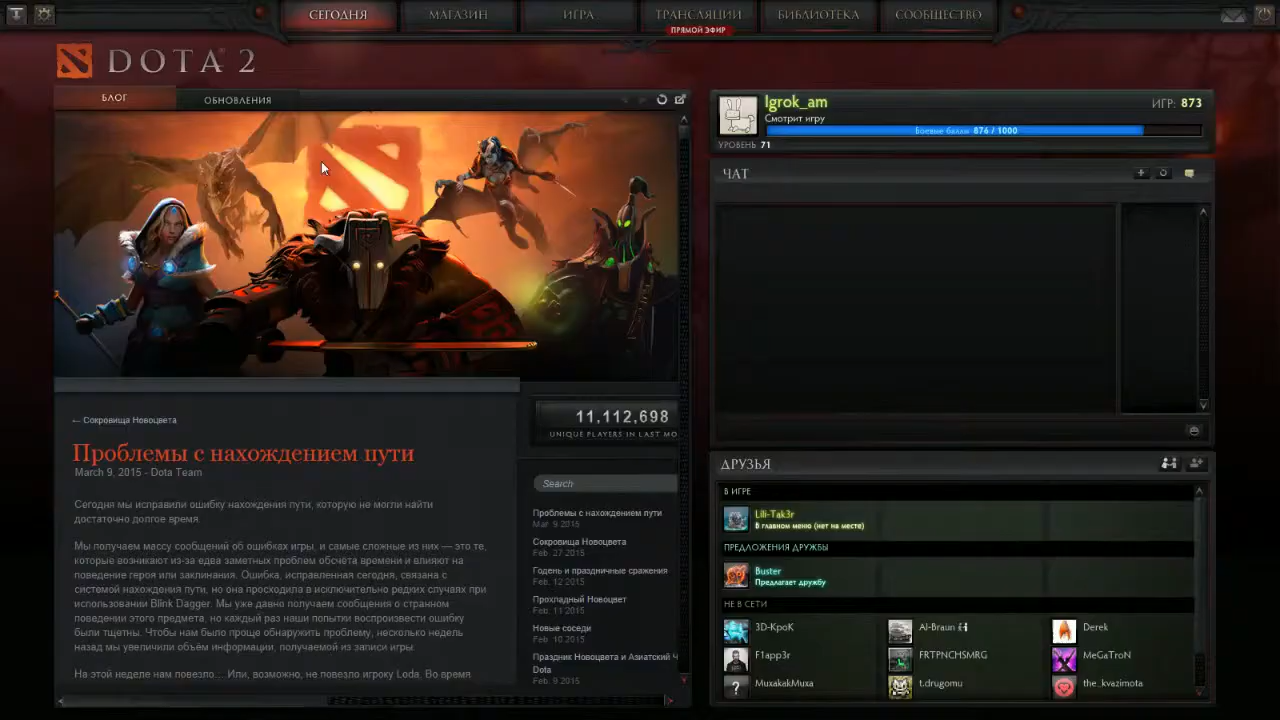 СЕГОДНЯ
МАГАЗИН
ИГРА
ТРАНСЛЯЦИИ
ПРЯМОЙ ЭФИР
БИБЛИОТЕКА
СООБЩЕСТВО
DOTA 2
БЛОГ
ОБНОВЛЕНИЯ
Igrok_am
ИГР: 873
Смотрит игру
Боевые баллы 876 / 1000
УРОВЕНЬ 71
ЧАТ
← Сокровища Новоцвета
Проблемы с нахождением пути
March 9, 2015 - Dota Team
Сегодня мы исправили ошибку нахождения пути, которую не могли найти
достаточно долгое время.
Мы получаем массу сообщений об ошибках игры, и самые сложные из них — это те,
которые возникают из-за едва заметных проблем обсчёта времени и влияют на
поведение героя или заклинания. Ошибка, исправленная сегодня, связана с
системой нахождения пути, но она просходила в исключительно редких случаях при
использовании Blink Dagger. Мы уже давно получаем сообщения о странном
поведении этого предмета, но каждый раз наши попытки воспроизвести ошибку
были тщетны. Чтобы нам было проще обнаружить проблему, несколько недель
назад мы увеличили объём информации, получаемой из записи игры.
На этой неделе нам повезло... Или, возможно, не повезло игроку Loda. Во время
11,112,698
UNIQUE PLAYERS IN LAST MO
Search
Проблемы с нахождением пути
Mar. 9 2015
Сокровища Новоцвета
Feb. 27 2015
Годень и праздничные сражения
Feb. 12 2015
Прохладный Новоцвет
Feb. 11 2015
Новые соседи
Feb. 10 2015
Праздник Новоцвета и Азиатский Ч
Dota
Feb. 9 2015
ДРУЗЬЯ
В ИГРЕ
Lili-Tak3r
В главном меню (нет на месте)
ПРЕДЛОЖЕНИЯ ДРУЖБЫ
Buster
Предлагает дружбу
НЕ В СЕТИ
3D-KpoK
Al-Braun
Derek
F1app3r
FRTPNCHSMRG
MeGaTroN
MuxakakMuxa
t.drugomu
the_kvazimota